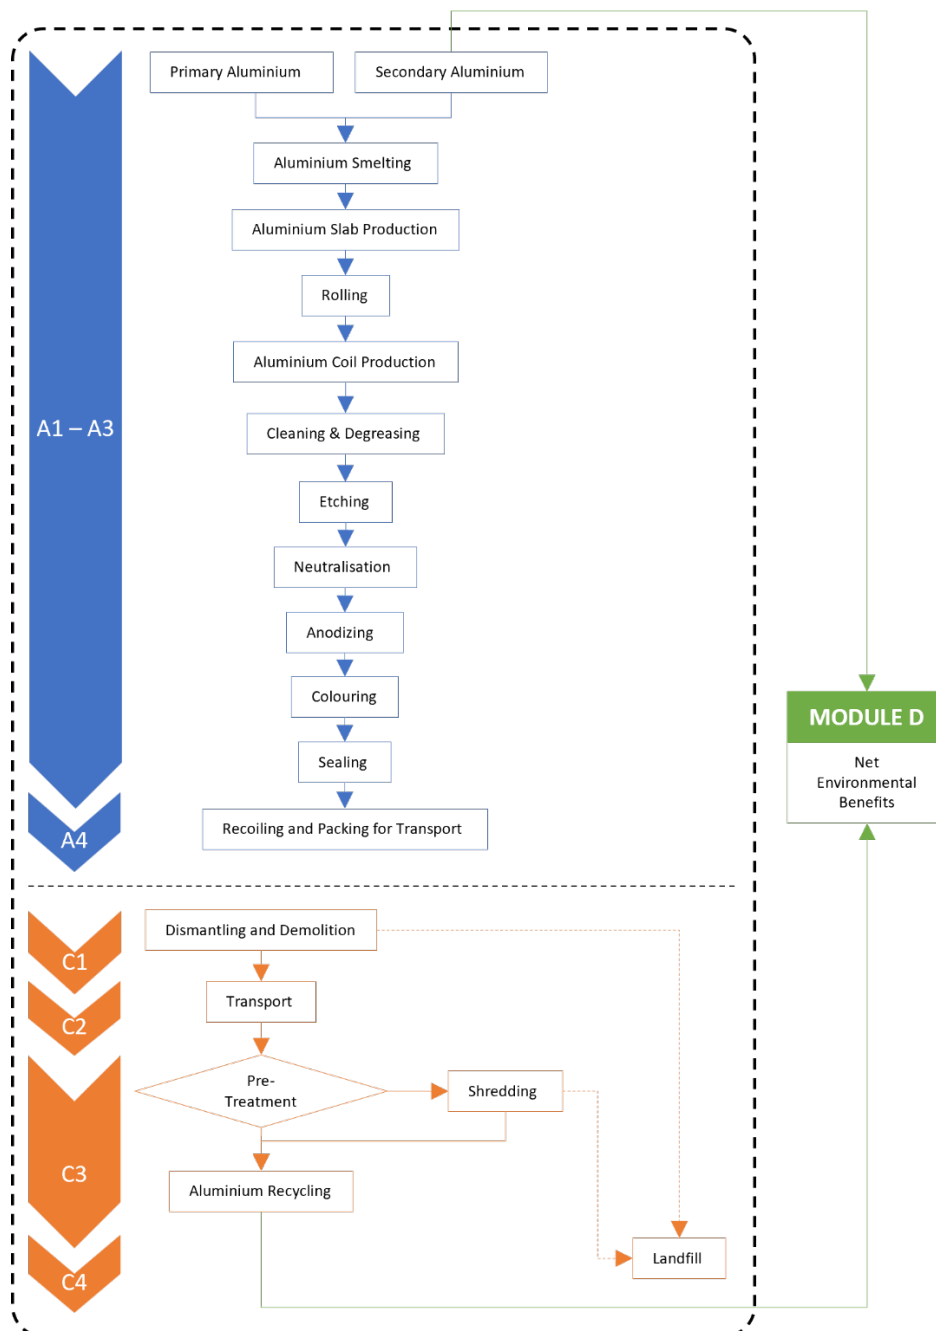 Primary Aluminium
Secondary Aluminium
Aluminium Smelting
Aluminium Slab Production
Rolling
Aluminium Coil Production
A1 – A3
Cleaning & Degreasing
Etching
Neutralisation
Anodizing
Colouring
Sealing
Recoiling and Packing for Transport
A4
MODULE D
Net
Environmental
Benefits
C1
Dismantling and Demolition
C2
Transport
Pre-
Treatment
Shredding
C3
Aluminium Recycling
Landfill
C4